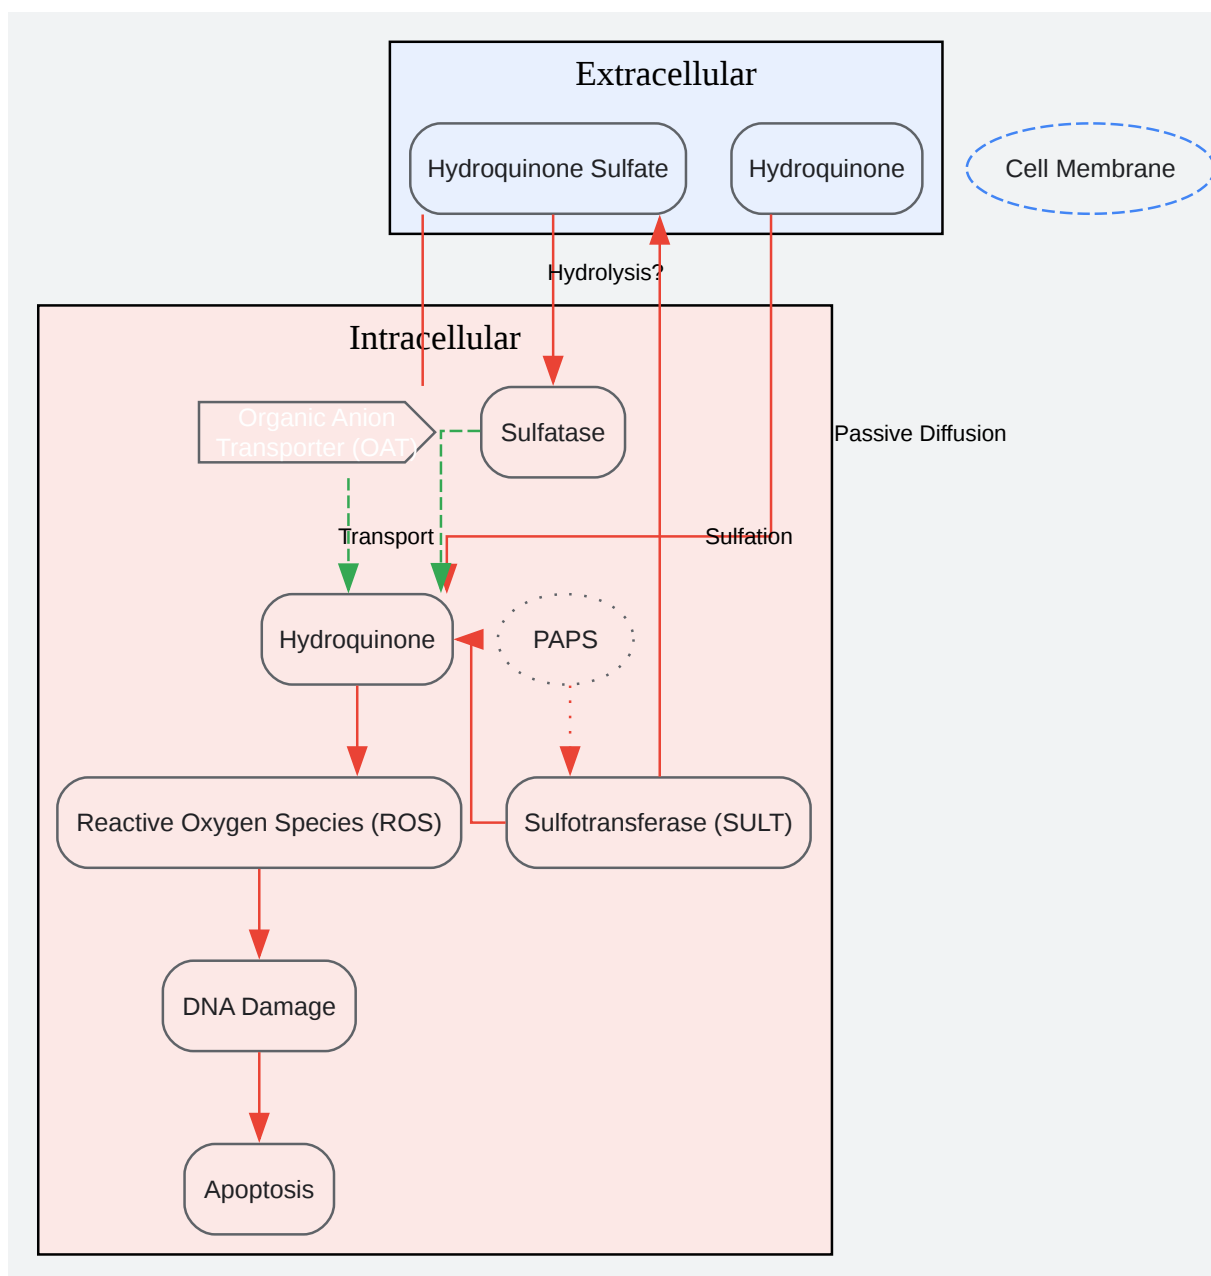 Extracellular
Hydroquinone Sulfate
Hydroquinone
Cell Membrane
Hydrolysis?
Intracellular
Organic Anion
Transporter (OAT)
Sulfatase
Passive Diffusion
Transport
Sulfation
Hydroquinone
PAPS
Reactive Oxygen Species (ROS)
Sulfotransferase (SULT)
DNA Damage
Apoptosis